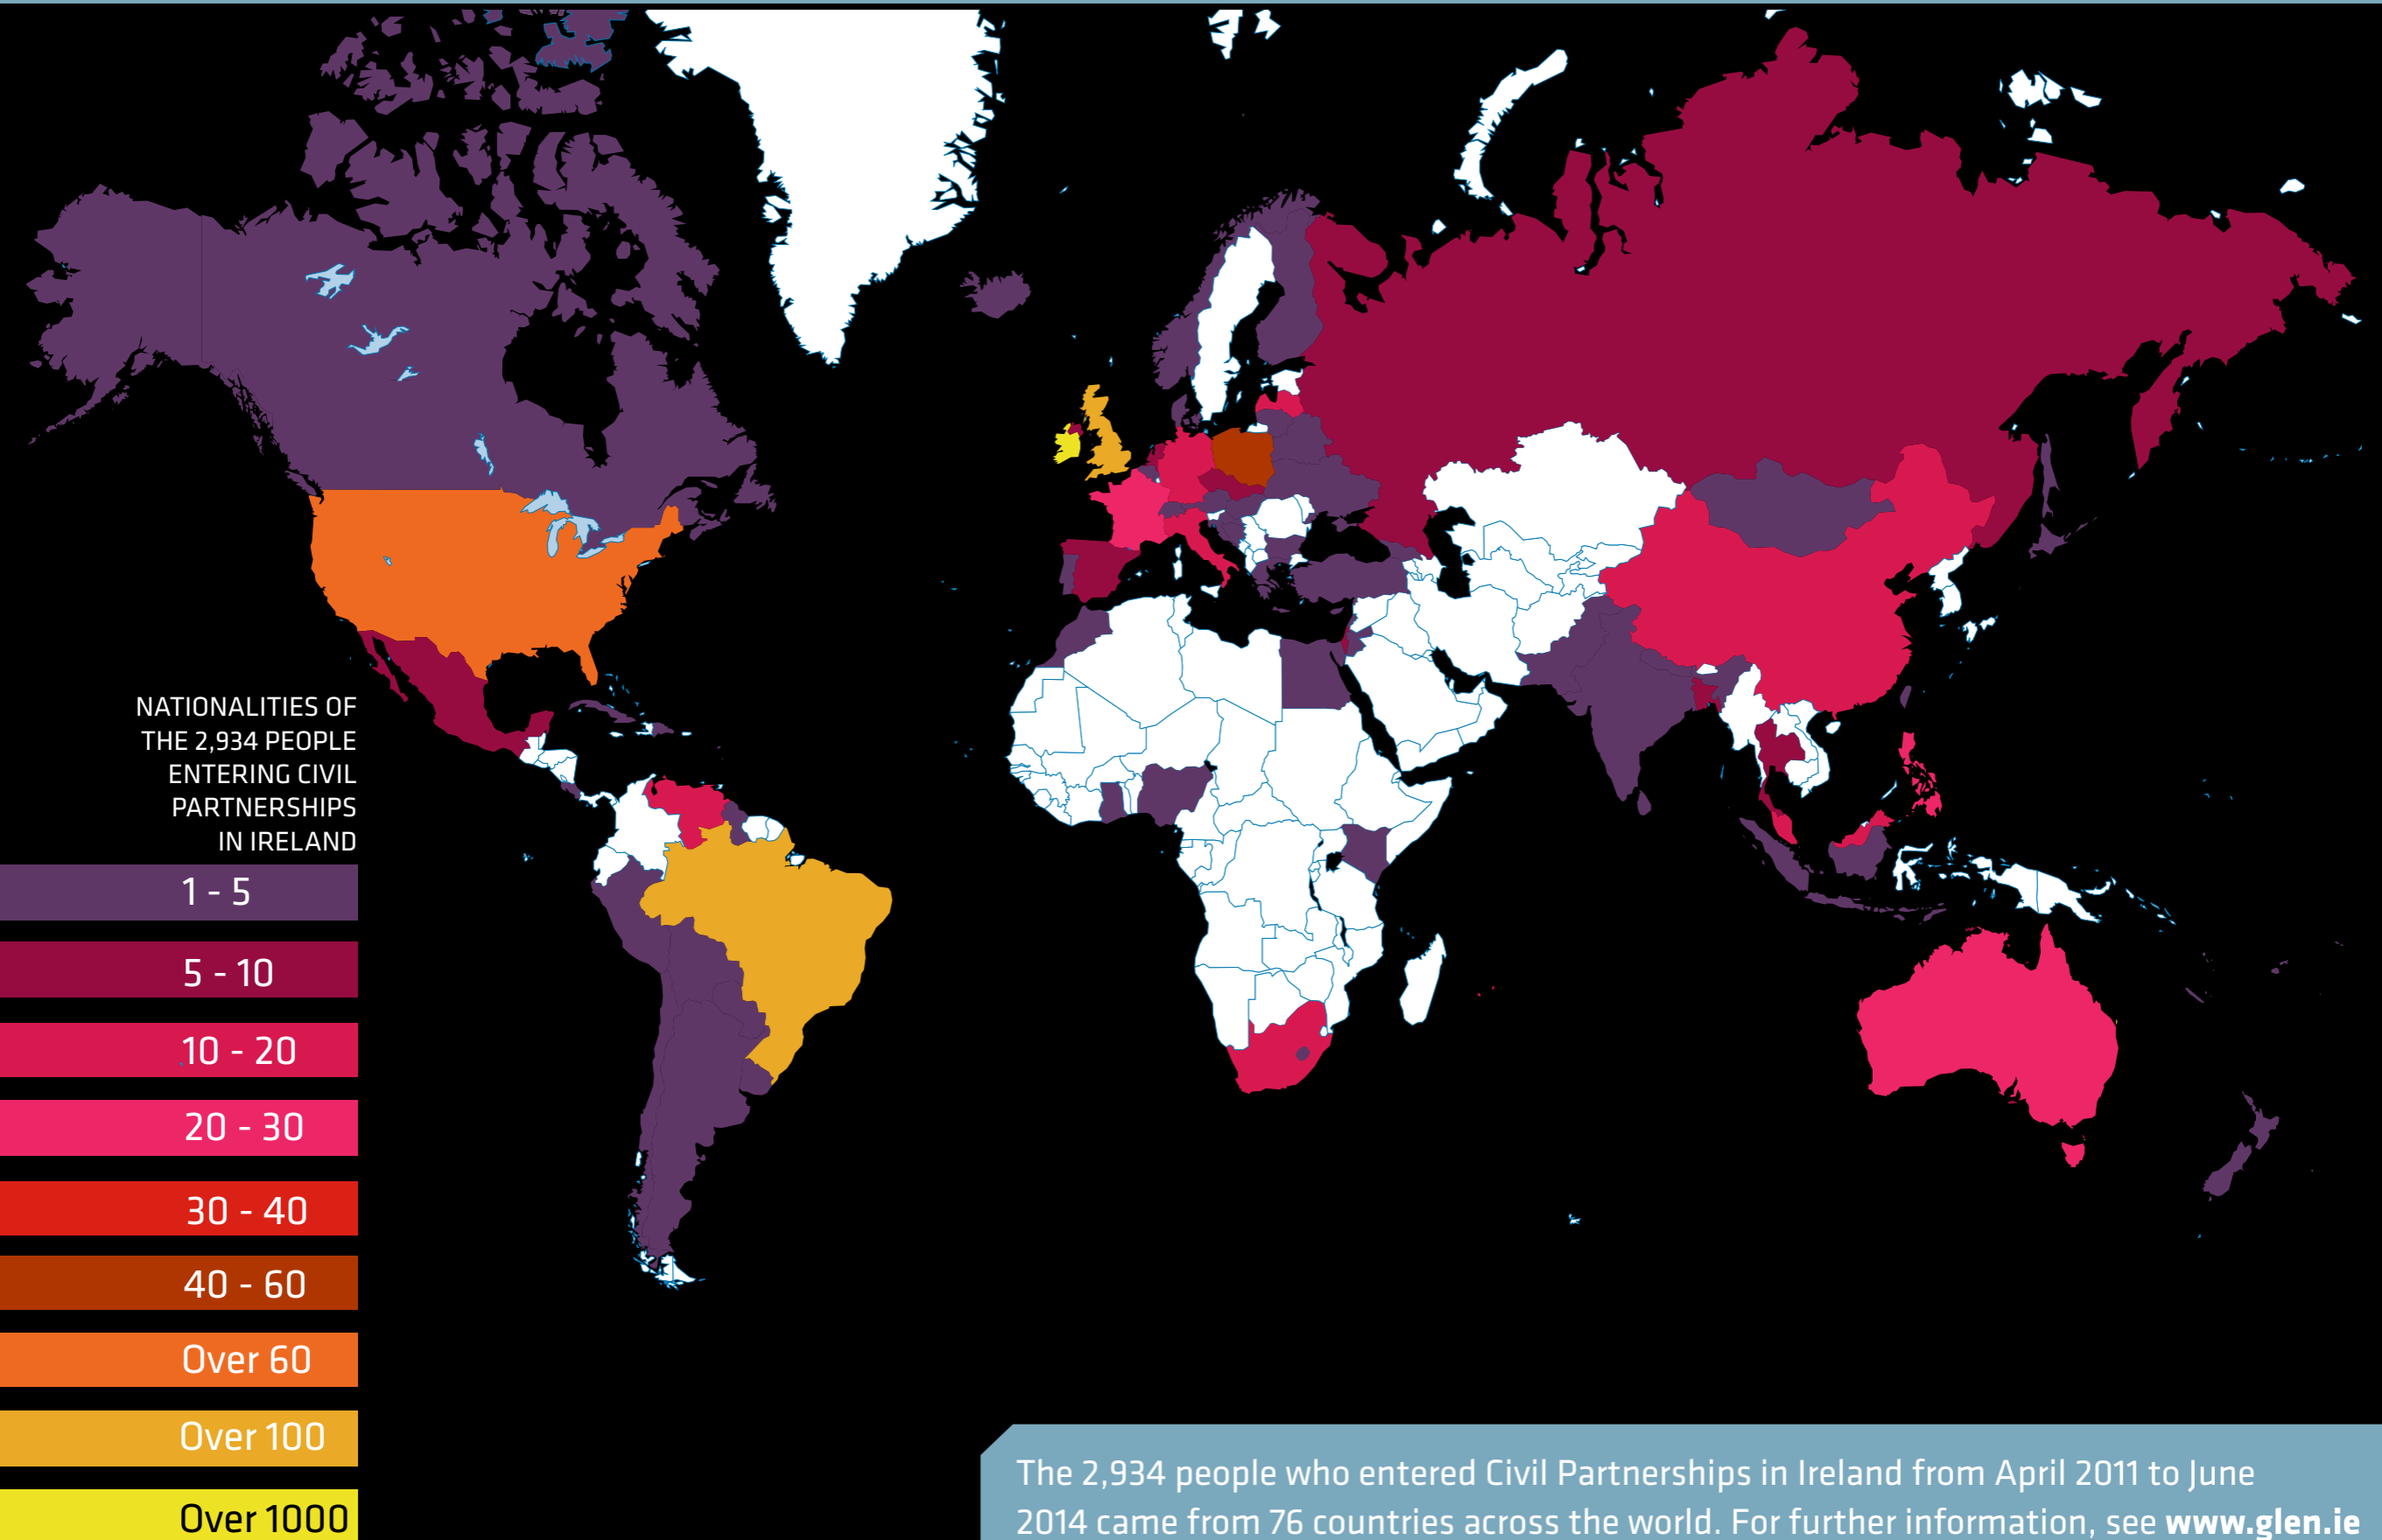 NATIONALITIES OF
THE 2,934 PEOPLE
ENTERING CIVIL
PARTNERSHIPS
IN IRELAND
1 - 5
5 - 10
10 - 20
20 - 30
30 - 40
40 - 60
Over 60
Over 100
Over 1000
The 2,934 people who entered Civil Partnerships in Ireland from April 2011 to June
2014 came from 76 countries across the world. For further information, see www.glen.ie